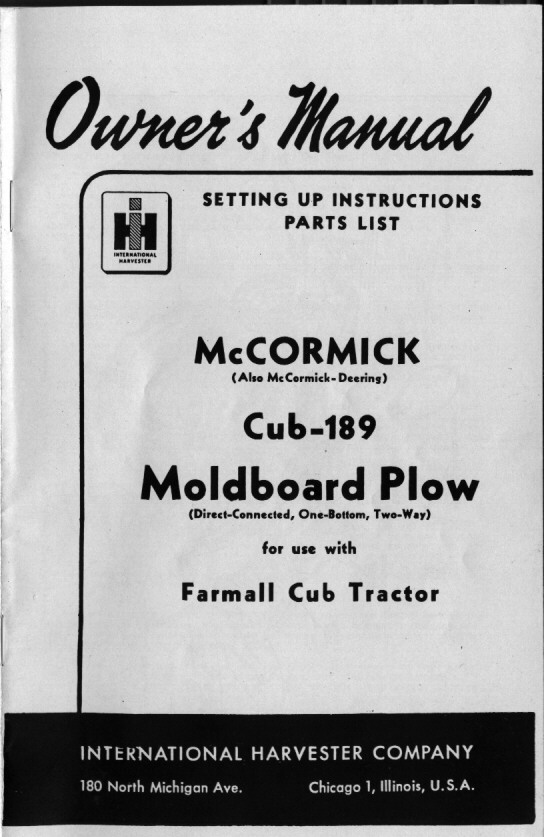 Owner's Manual
SETTING UP INSTRUCTIONS
PARTS LIST
IH
INTERNATIONAL
HARVESTER
McCORMICK
(Also McCormick-Deering)
Cub-189
Moldboard Plow
(Direct-Connected, One-Bottom, Two-Way)
for use with
Farmall Cub Tractor
INTERNATIONAL HARVESTER COMPANY
180 North Michigan Ave. Chicago 1, Illinois, U.S.A.